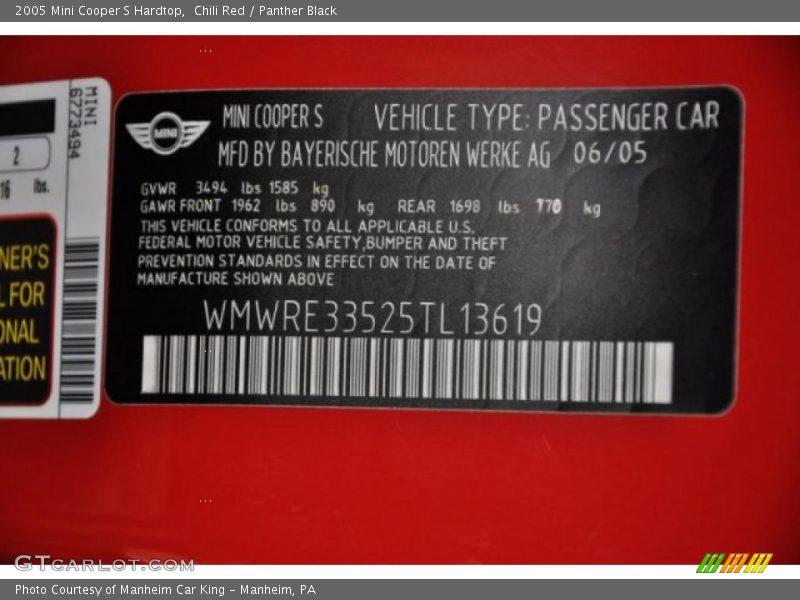 2005 Mini Cooper S Hardtop,  Chili Red / Panther Black
MINI
6773494
2
16 lbs.
NER'S
L FOR
ONAL
ATION
MINI
MINI COOPER S VEHICLE TYPE: PASSENGER CAR
MFD BY BAYERISCHE MOTOREN WERKE AG 06/05
GVWR 3494 lbs 1585 kg
GAWR FRONT 1962 lbs 890 kg REAR 1698 lbs 770 kg
THIS VEHICLE CONFORMS TO ALL APPLICABLE U.S.
FEDERAL MOTOR VEHICLE SAFETY,BUMPER AND THEFT
PREVENTION STANDARDS IN EFFECT ON THE DATE OF
MANUFACTURE SHOWN ABOVE
WMWRE33525TL13619
GTCARLOT.COM
Photo Courtesy of Manheim Car King - Manheim, PA